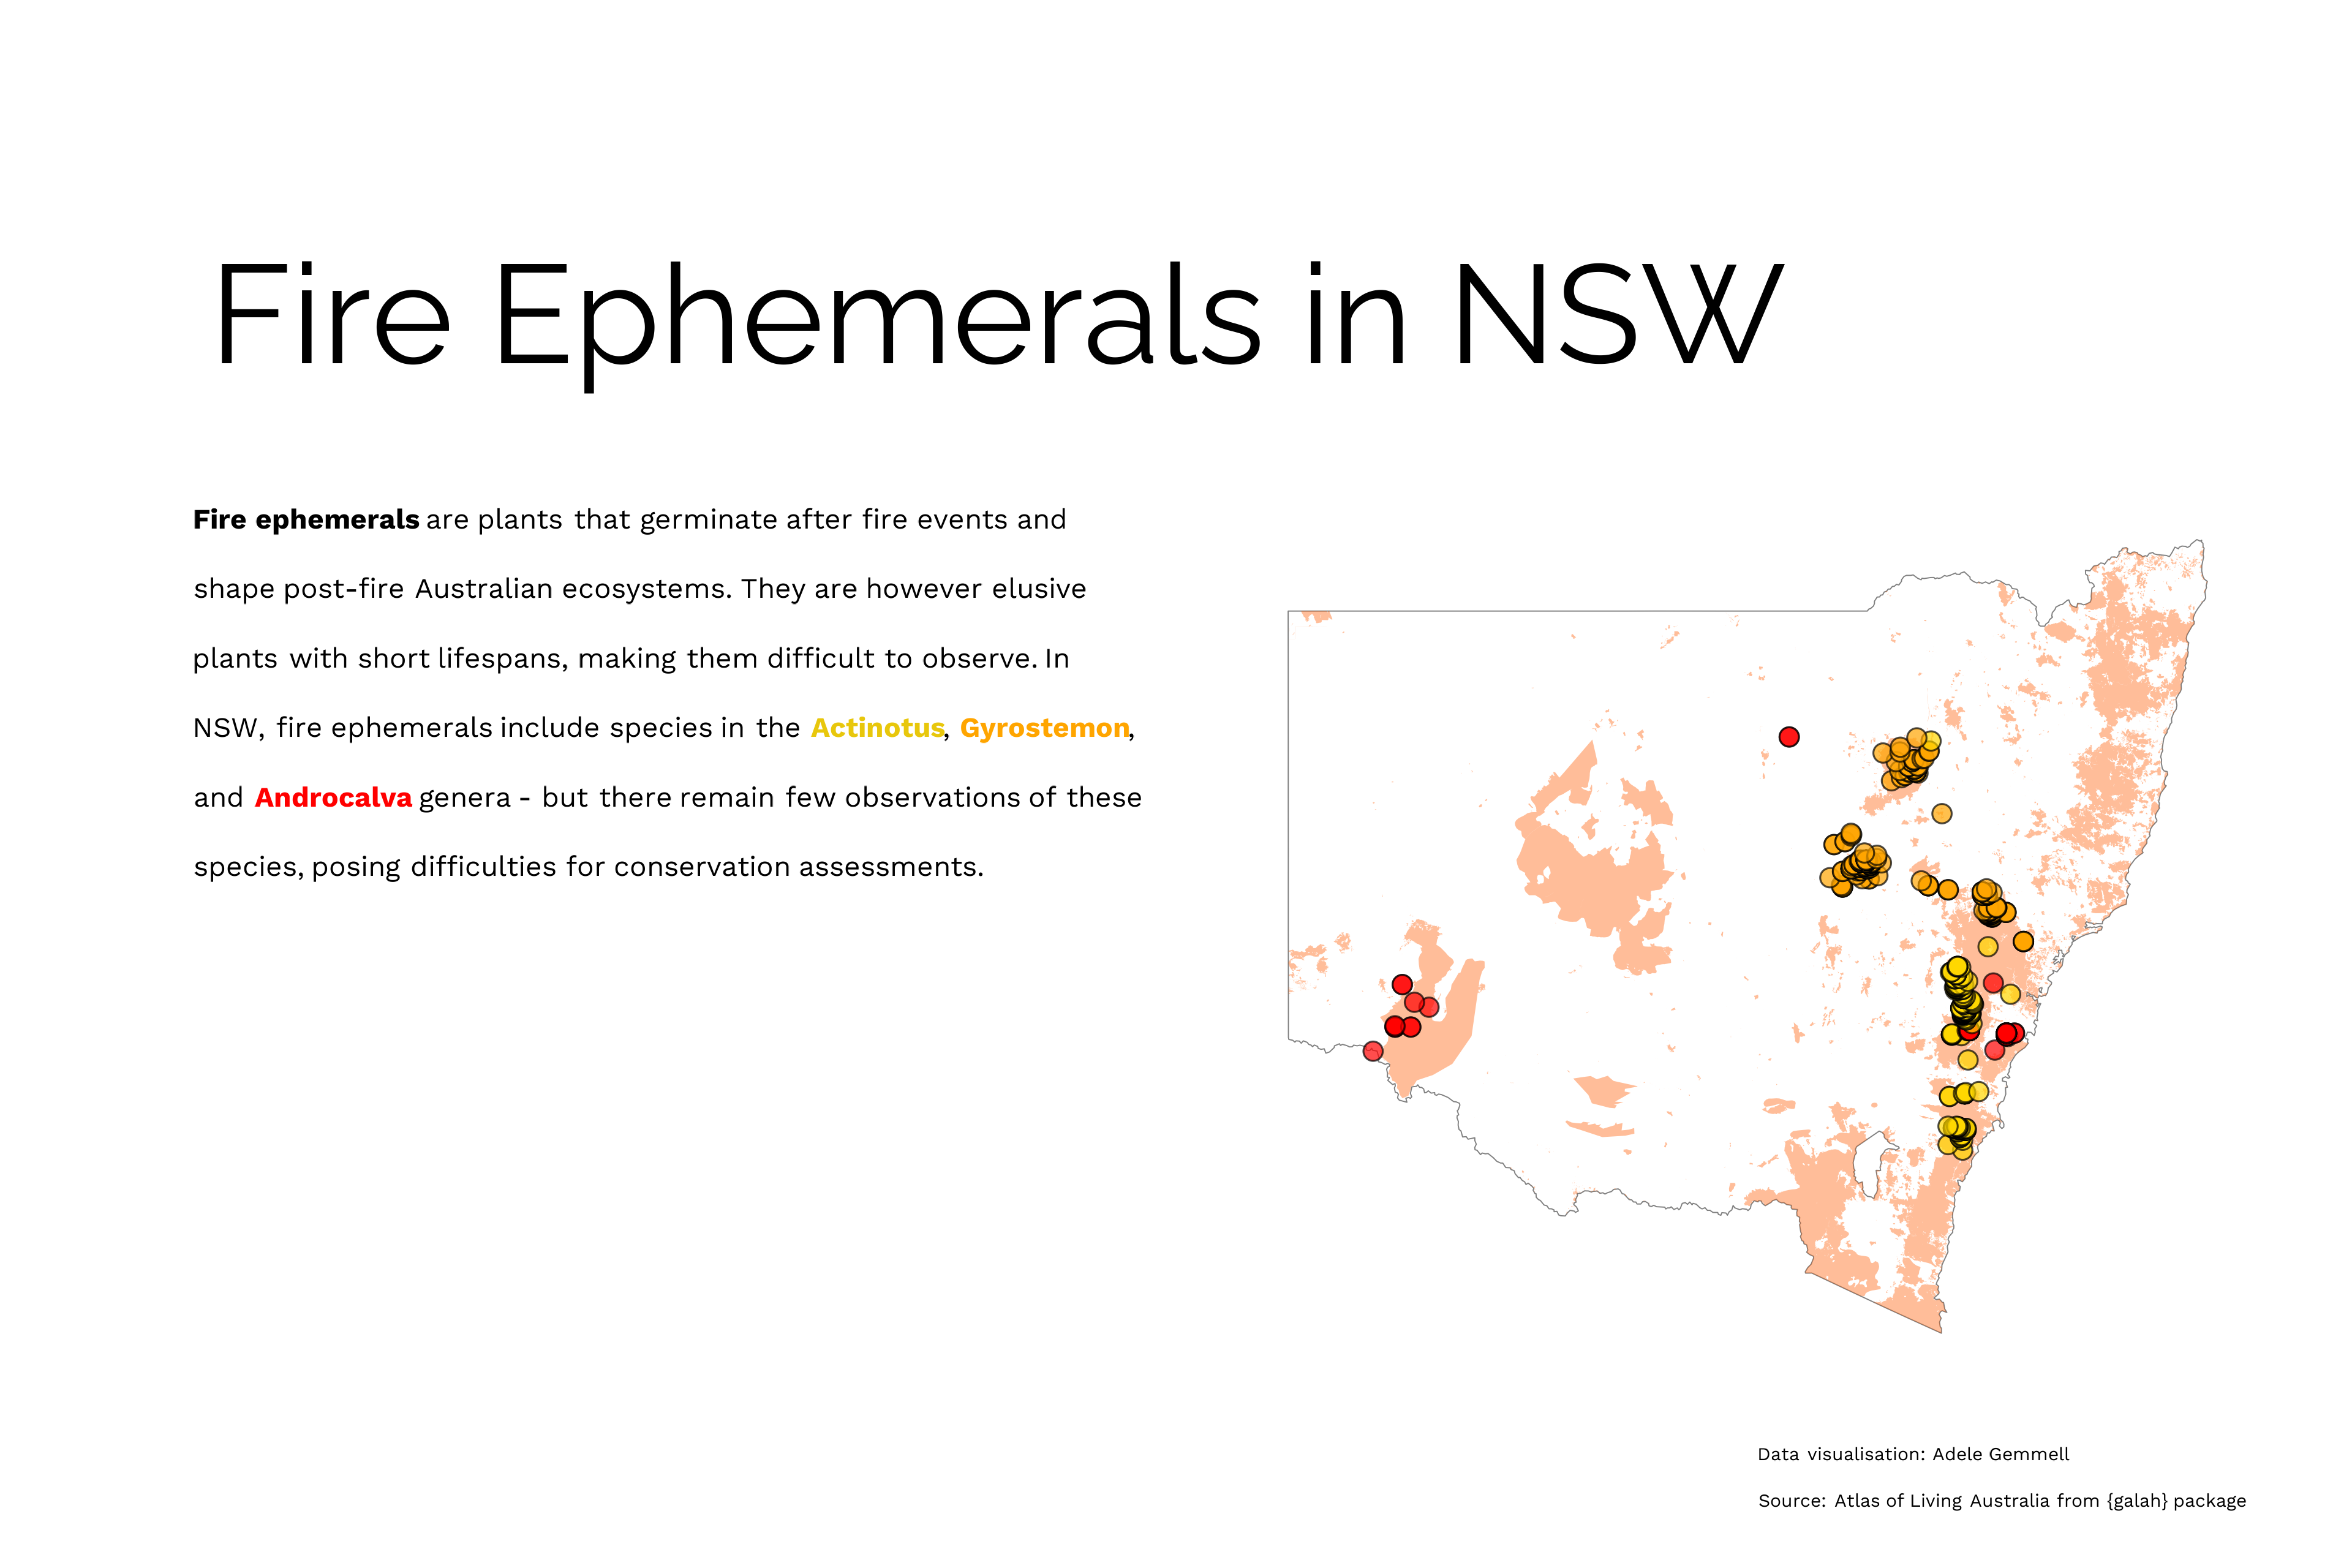 Fire Ephemerals in NSW
Fire ephemerals are plants that germinate after fire events and
shape post-fire Australian ecosystems. They are however elusive
plants with short lifespans, making them difficult to observe. In
NSW, fire ephemerals include species in the Actinotus, Gyrostemon,
and Androcalva genera - but there remain few observations of these
species, posing difficulties for conservation assessments.
Data visualisation: Adele Gemmell
Source: Atlas of Living Australia from {galah} package